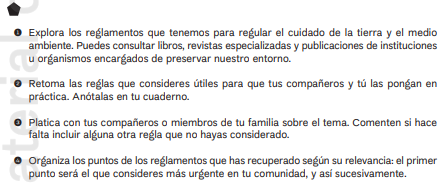 ❶ Explora los reglamentos que tenemos para regular el cuidado de la tierra y el medio
ambiente. Puedes consultar libros, revistas especializadas y publicaciones de instituciones
u organismos encargados de preservar nuestro entorno.
❷ Retoma las reglas que consideres útiles para que tus compañeros y tú las pongan en
práctica. Anótalas en tu cuaderno.
❸ Platica con tus compañeros o miembros de tu familia sobre el tema. Comenten si hace
falta incluir alguna otra regla que no hayas considerado.
❹ Organiza los puntos de los reglamentos que has recuperado según su relevancia: el primer
punto será el que consideres más urgente en tu comunidad, y así sucesivamente.
ateria